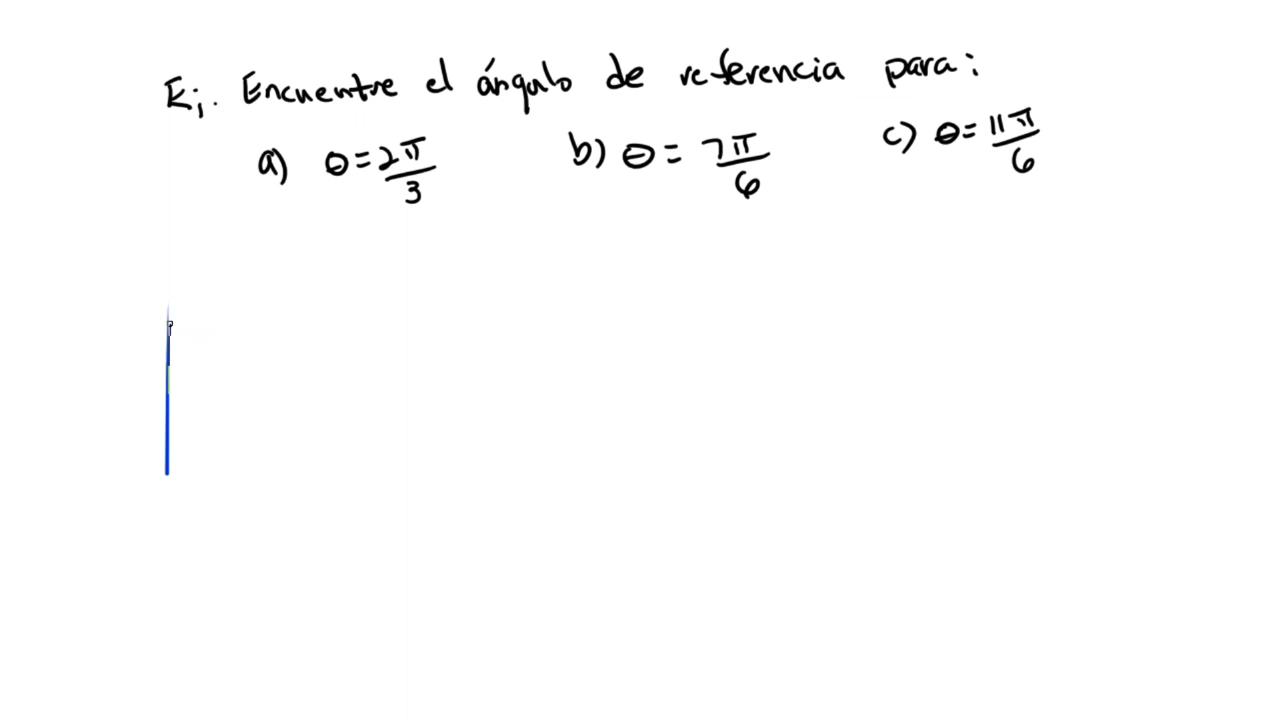 Ej. Encuentre el ángulo de referencia para:
a) θ = 2π/3 b) θ = 7π/6 c) θ = 11π/6